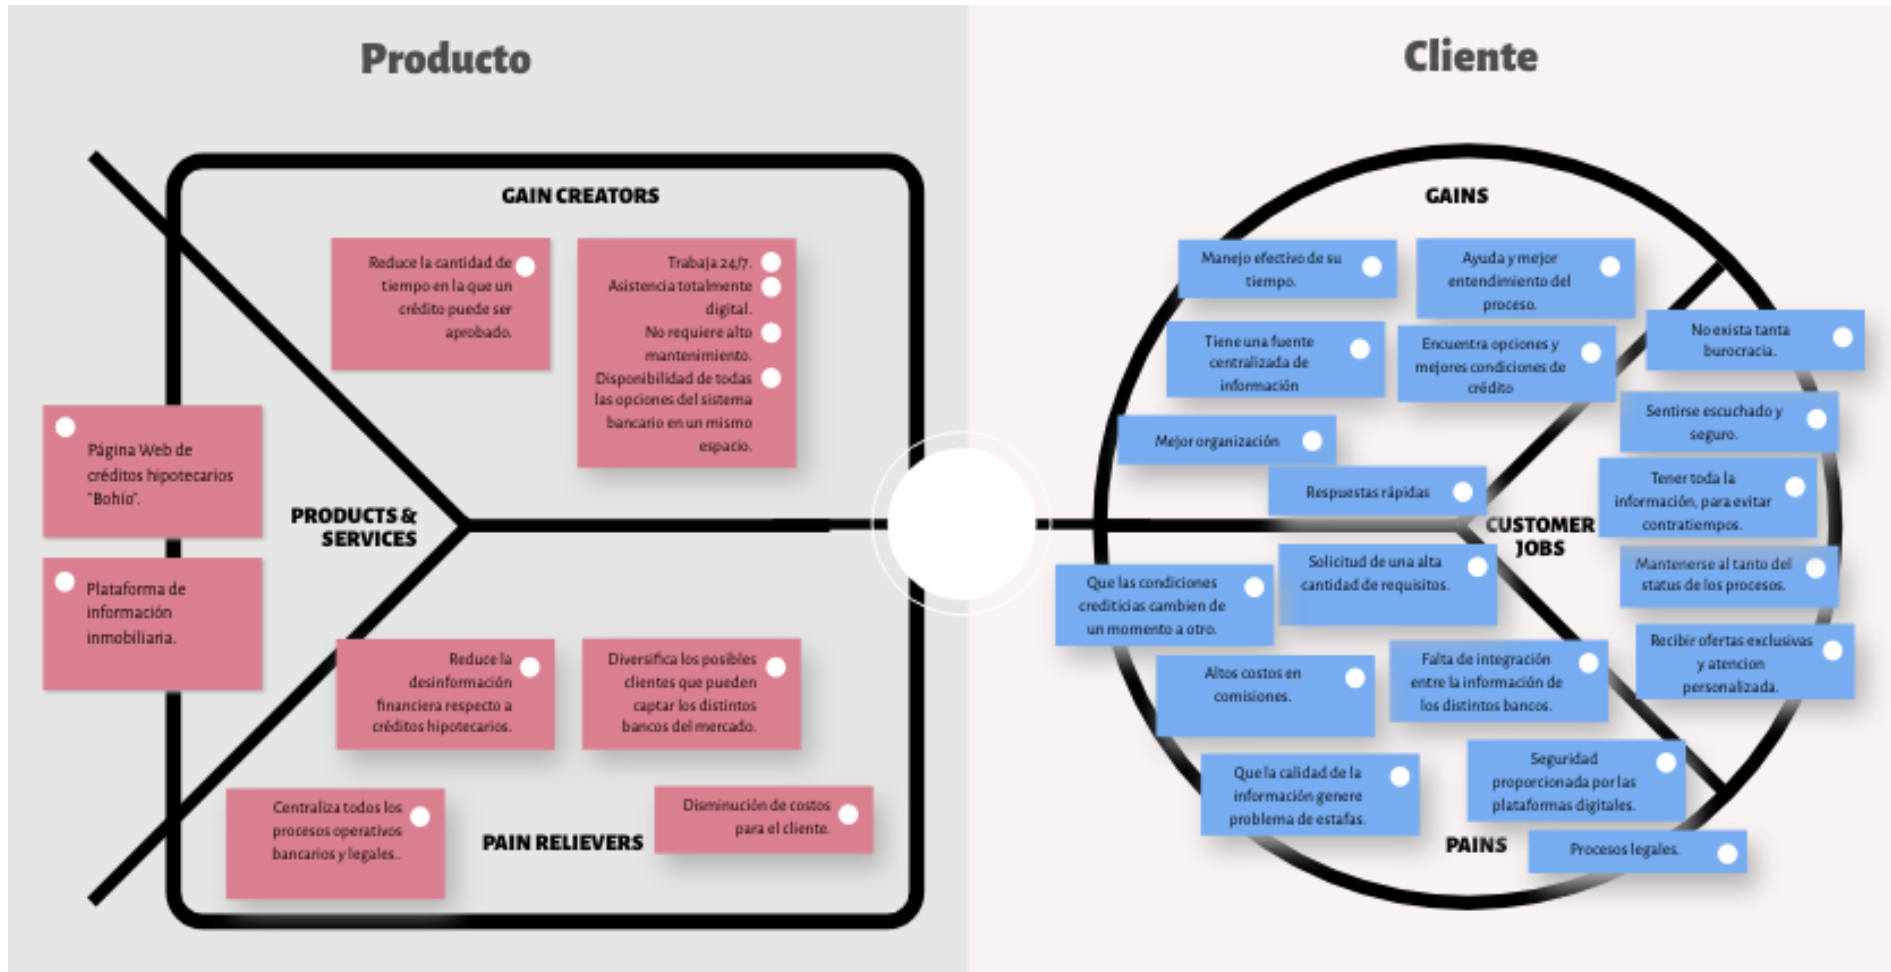 Producto
GAIN CREATORS
Reduce la cantidad de
tiempo en la que un
crédito puede ser
aprobado.
Trabaja 24/7.
Asistencia totalmente
digital.
No requiere alto
mantenimiento.
Disponibilidad de todas
las opciones del sistema
bancario en un mismo
espacio.
Página Web de
créditos hipotecarios
"Bohío".
PRODUCTS &
SERVICES
Plataforma de
información
inmobiliaria.
Reduce la
desinformación
financiera respecto a
créditos hipotecarios.
Diversifica los posibles
clientes que pueden
captar los distintos
bancos del mercado.
Centraliza todos los
procesos operativos
bancarios y legales..
PAIN RELIEVERS
Disminución de costos
para el cliente.
Cliente
GAINS
Manejo efectivo de su
tiempo.
Ayuda y mejor
entendimiento del
proceso.
Tiene una fuente
centralizada de
información
Encuentra opciones y
mejores condiciones de
crédito
Mejor organización
Respuestas rápidas
No exista tanta
burocracia.
Sentirse escuchado y
seguro.
Tener toda la
información, para evitar
contratiempos.
CUSTOMER
JOBS
Mantenerse al tanto del
status de los procesos.
Recibir ofertas exclusivas
y atencion
personalizada.
Que las condiciones
crediticias cambien de
un momento a otro.
Solicitud de una alta
cantidad de requisitos.
Altos costos en
comisiones.
Falta de integración
entre la información de
los distintos bancos.
Que la calidad de la
información genere
problema de estafas.
Seguridad
proporcionada por las
plataformas digitales.
PAINS
Procesos legales.